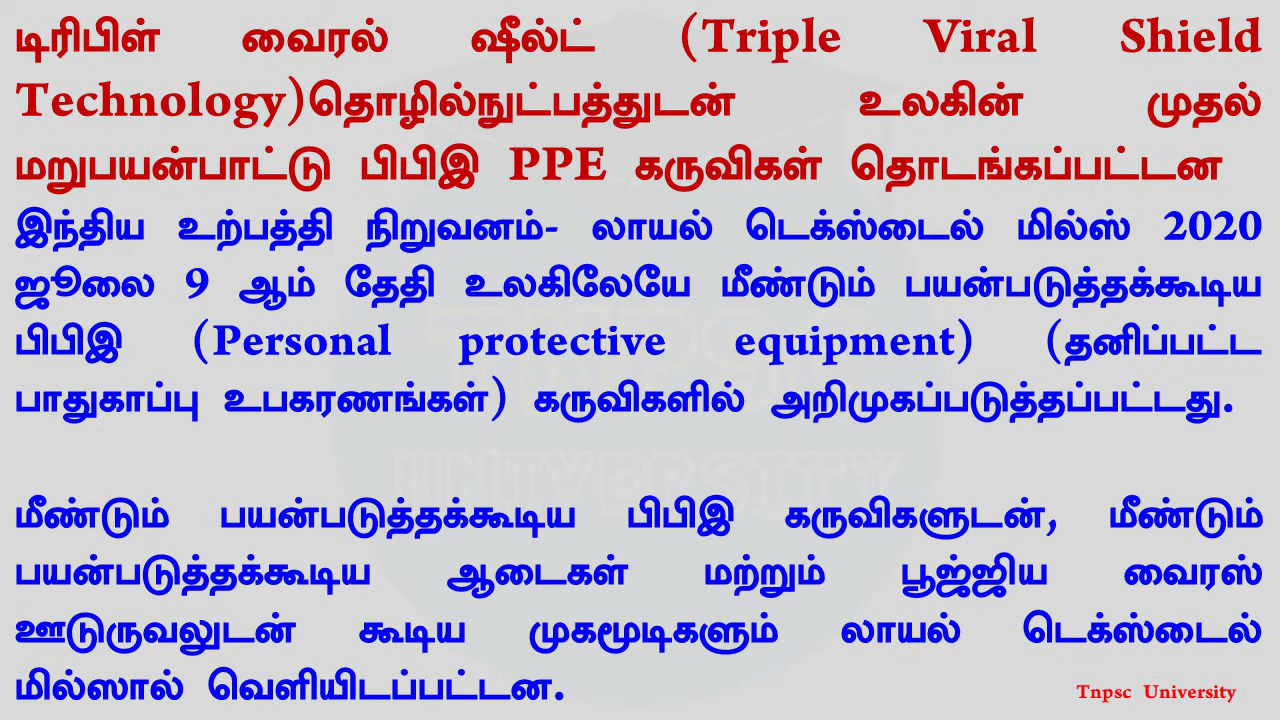 டிரிபிள் வைரல் ஷீல்ட் (Triple Viral Shield
Technology)தொழில்நுட்பத்துடன் உலகின் முதல்
மறுபயன்பாட்டு பிபிஇ PPE கருவிகள் தொடங்கப்பட்டன
இந்திய உற்பத்தி நிறுவனம்- லாயல் டெக்ஸ்டைல் மில்ஸ் 2020
ஜூலை 9 ஆம் தேதி உலகிலேயே மீண்டும் பயன்படுத்தக்கூடிய
பிபிஇ (Personal protective equipment) (தனிப்பட்ட
பாதுகாப்பு உபகரணங்கள்) கருவிகளில் அறிமுகப்படுத்தப்பட்டது.
மீண்டும் பயன்படுத்தக்கூடிய பிபிஇ கருவிகளுடன், மீண்டும்
பயன்படுத்தக்கூடிய ஆடைகள் மற்றும் பூஜ்ஜிய வைரஸ்
ஊடுருவலுடன் கூடிய முகமூடிகளும் லாயல் டெக்ஸ்டைல்
மில்ஸால் வெளியிடப்பட்டன.
Tnpsc University
TNPSC
UNIVERSITY